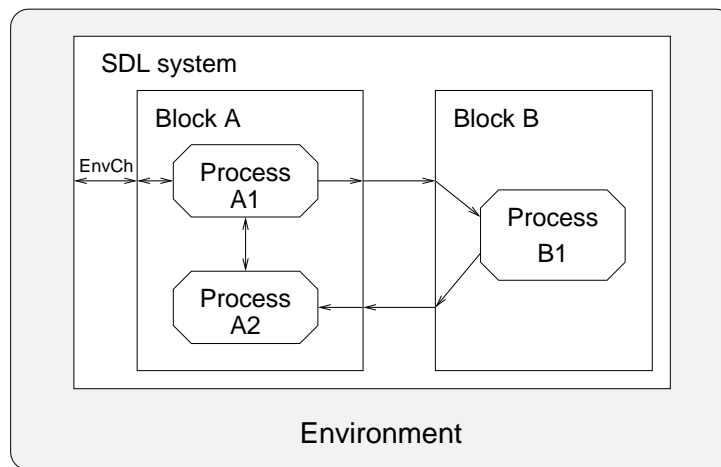 SDL system
Block A
Block B
EnvCh
Process
A1
Process
B1
Process
A2
Environment